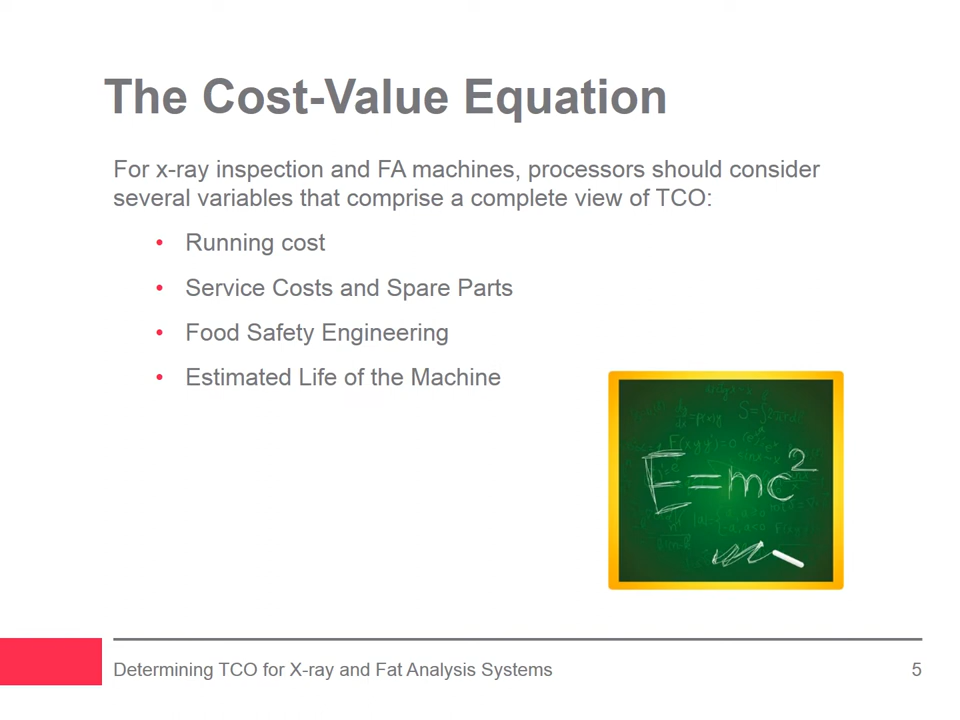 The Cost-Value Equation
For x-ray inspection and FA machines, processors should consider
several variables that comprise a complete view of TCO:
• Running cost
• Service Costs and Spare Parts
• Food Safety Engineering
• Estimated Life of the Machine
E=mc²
Determining TCO for X-ray and Fat Analysis Systems
5